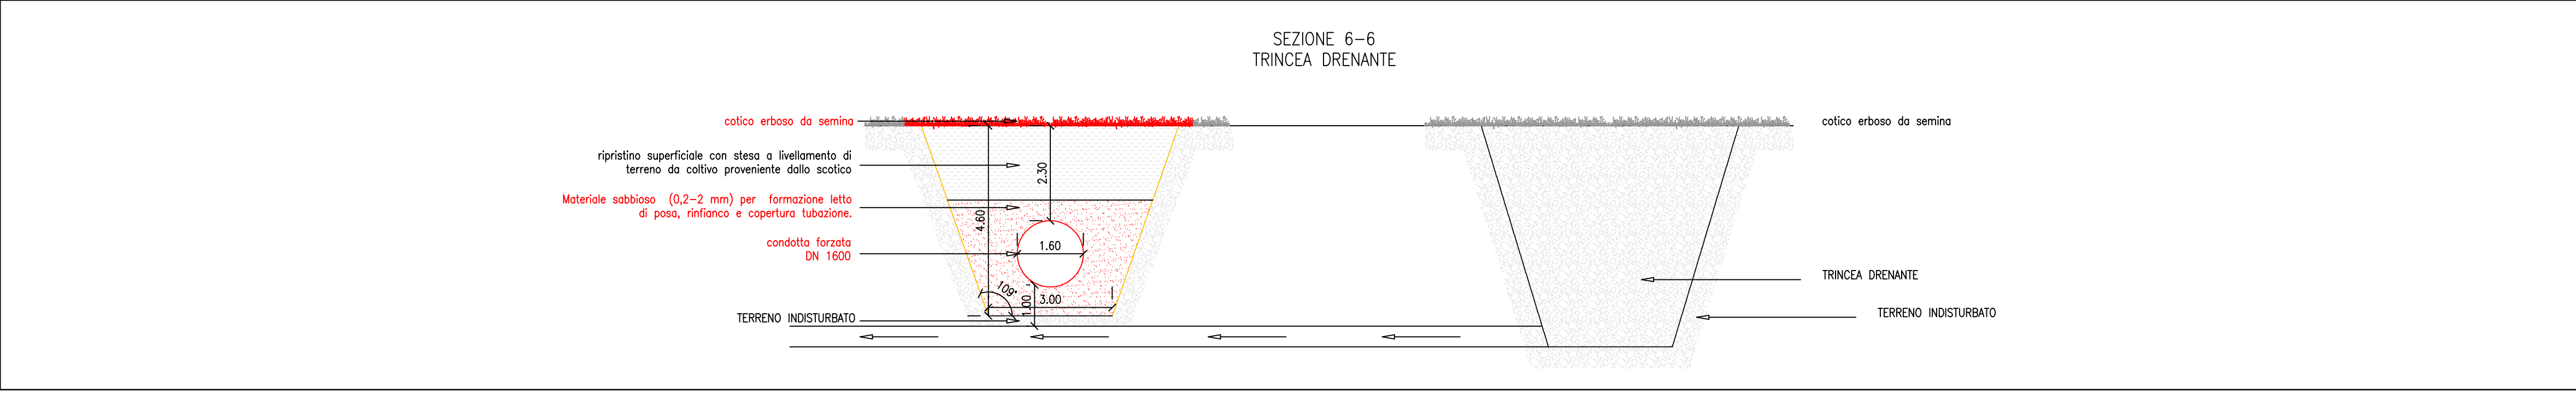 SEZIONE 6-6
TRINCEA DRENANTE
cotico erboso da semina
ripristino superficiale con stesa a livellamento di
terreno da coltivo proveniente dallo scotico
Materiale sabbioso (0,2-2 mm) per formazione letto
di posa, rinfianco e copertura tubazione.
condotta forzata
DN 1600
TERRENO INDISTURBATO
2.30
4.60
1.60
109°
1.00
3.00
cotico erboso da semina
TRINCEA DRENANTE
TERRENO INDISTURBATO